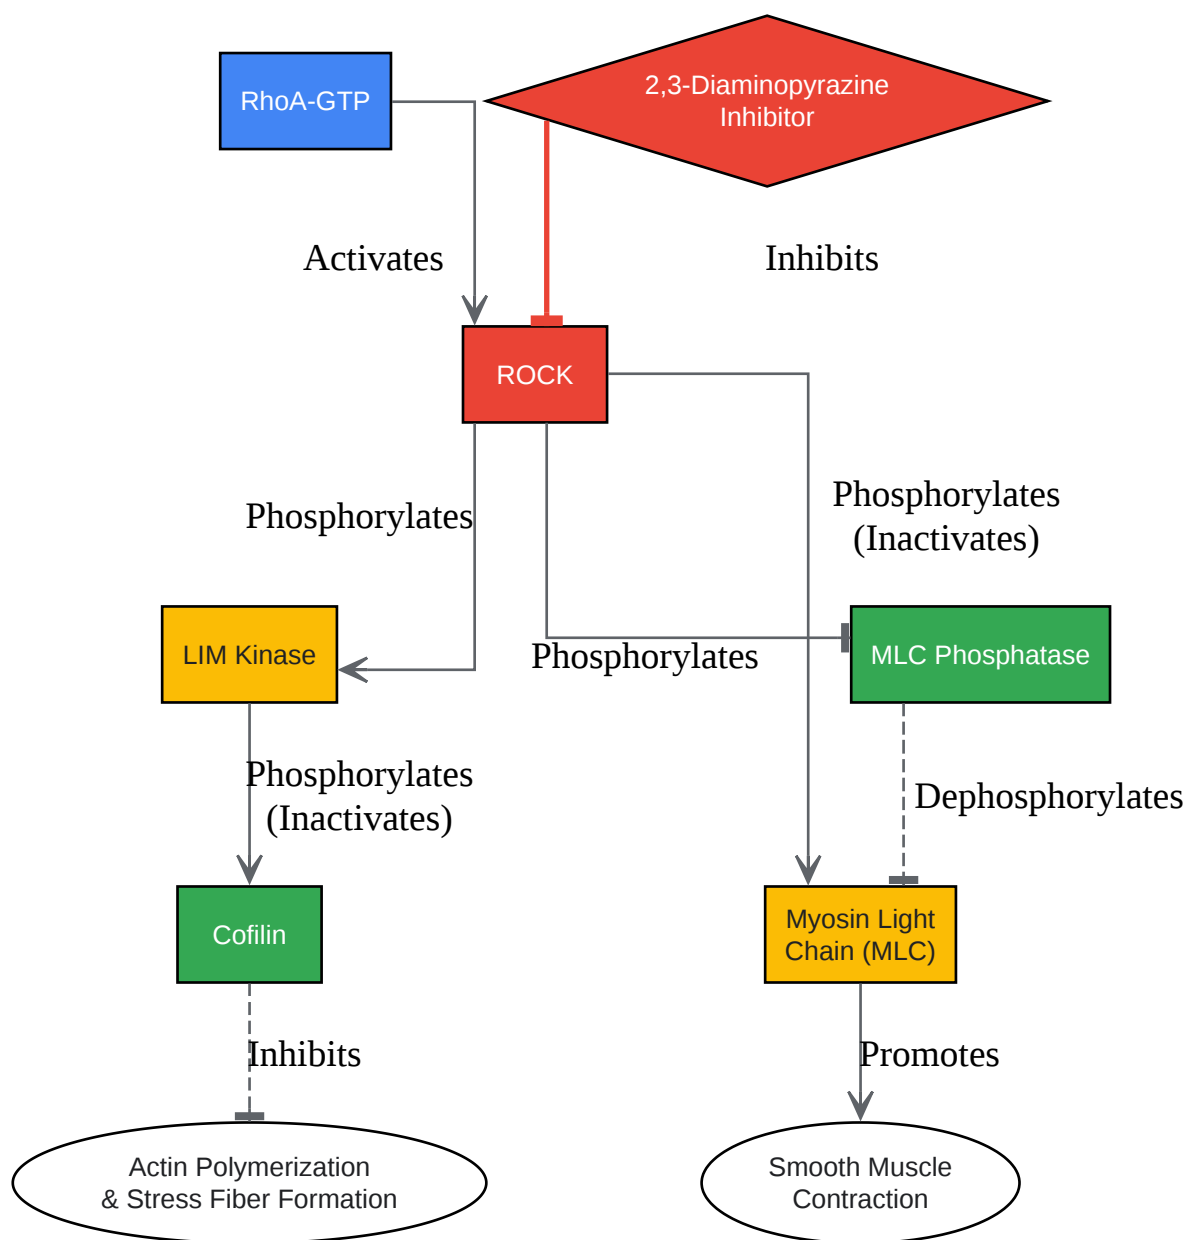 RhoA-GTP
2,3-Diaminopyrazine
Inhibitor
Activates
Inhibits
ROCK
Phosphorylates
Phosphorylates
(Inactivates)
LIM Kinase
Phosphorylates
MLC Phosphatase
Phosphorylates
(Inactivates)
Dephosphorylates
Cofilin
Myosin Light
Chain (MLC)
Inhibits
Promotes
Actin Polymerization
& Stress Fiber Formation
Smooth Muscle
Contraction